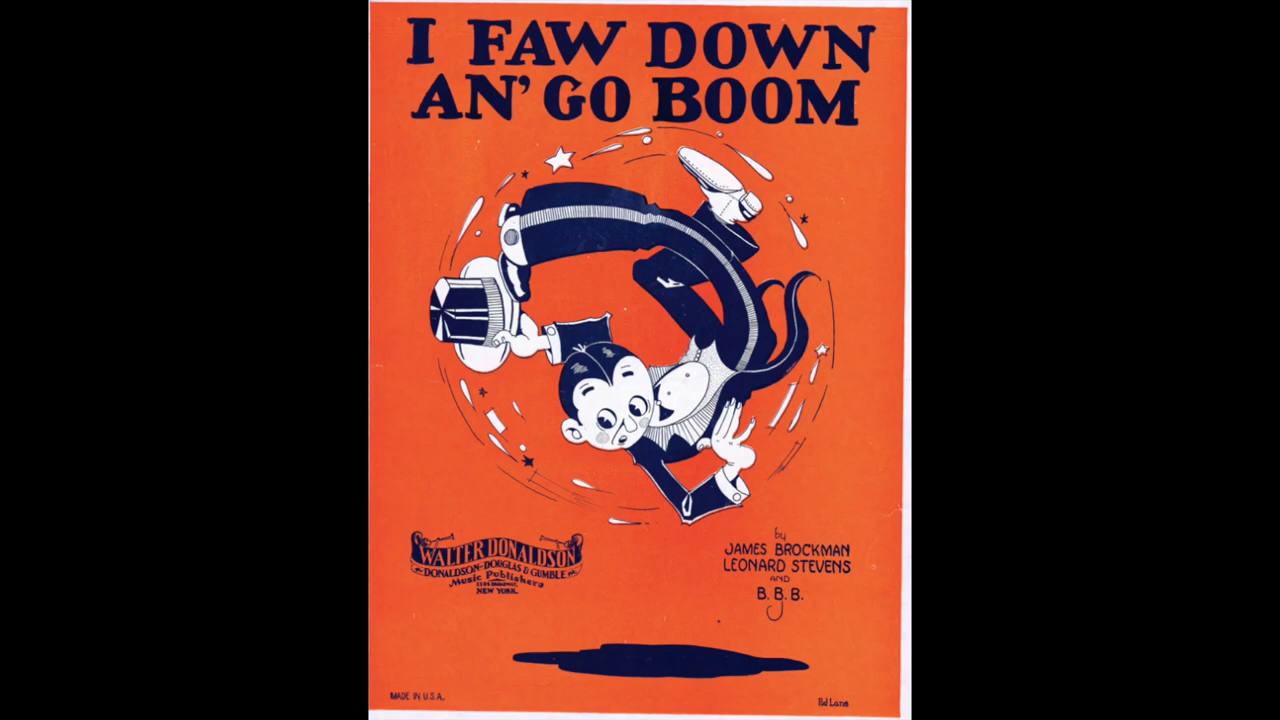 I FAW DOWN
AN' GO BOOM
WALTER DONALDSON
DONALDSON-DOUGLAS & GUMBLE
Music Publishers
NEW YORK.
by
JAMES BROCKMAN
LEONARD STEVENS
AND
B. B. B.
MADE IN U.S.A.